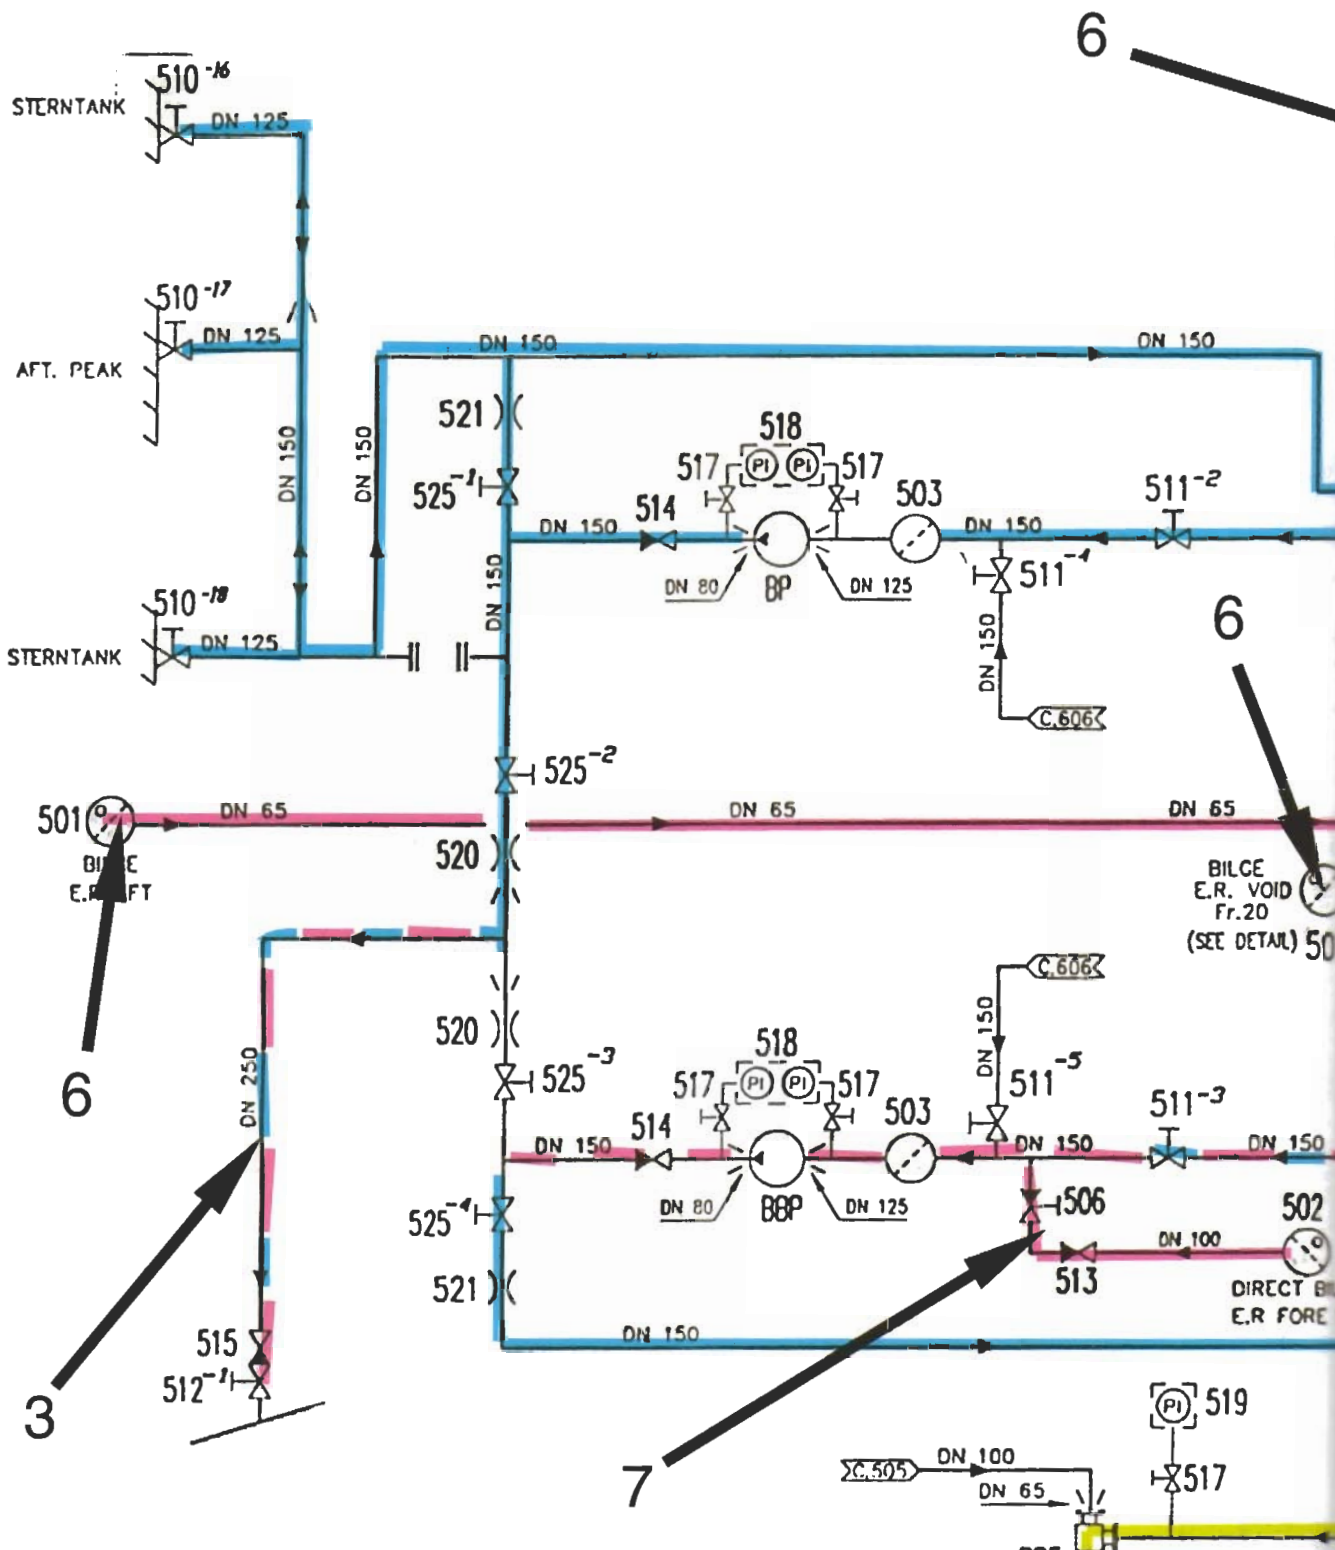 6
510-16
STERNTANK
DN 125
510-17
DN 125
AFT. PEAK
DN 150
DN 150
DN 150
DN 150
521
525-1
518
PI PI
517
517
503
511-2
DN 150
514
DN 150
DN 80
BP
DN 125
511-4
DN 150
DN 150
C.606
510-18
DN 125
STERNTANK
6
525-2
501
DN 65
DN 65
DN 65
BILGE
520
BILGE
E.R. VOID
Fr.20
(SEE DETAIL)
C.606
DN 150
520
DN 250
6
525-3
518
PI PI
517
517
503
511-5
511-3
DN 150
514
DN 150
DN 150
DN 80
BBP
DN 125
506
502
525-4
DN 100
513
521
DIRECT
E.R FORE
DN 150
515
512-1
3
7
PI
519
C.505
DN 100
517
DN 65